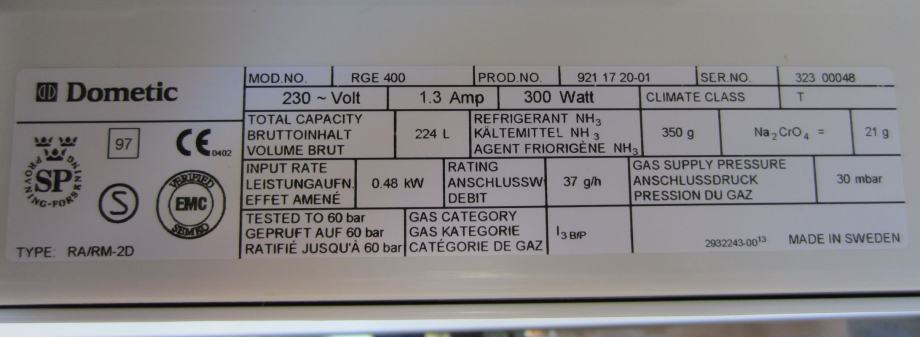 Dometic
MOD.NO. RGE 400 PROD.NO. 921 17 20-01 SER.NO. 323 00048
230 ~ Volt 1.3 Amp 300 Watt CLIMATE CLASS T
TOTAL CAPACITY
BRUTTOINHALT
VOLUME BRUT
224 L
REFRIGERANT NH3
KÄLTEMITTEL NH3
AGENT FRIORIGÈNE NH3
350 g
Na2CrO4 = 21 g
97
CE 0402
SP
PROVNING-FORSKNING
S
VERIFIED
EMC
SEMKO
INPUT RATE
LEISTUNGAUFN.
EFFET AMENÉ
0.48 kW
RATING
ANSCHLUSSW
DEBIT
37 g/h
GAS SUPPLY PRESSURE
ANSCHLUSSDRUCK
PRESSION DU GAZ
30 mbar
TESTED TO 60 bar
GEPRUFT AUF 60 bar
RATIFIÉ JUSQU'À 60 bar
GAS CATEGORY
GAS KATEGORIE
CATÉGORIE DE GAZ
I3 B/P
2932243-0013 MADE IN SWEDEN
TYPE: RA/RM-2D